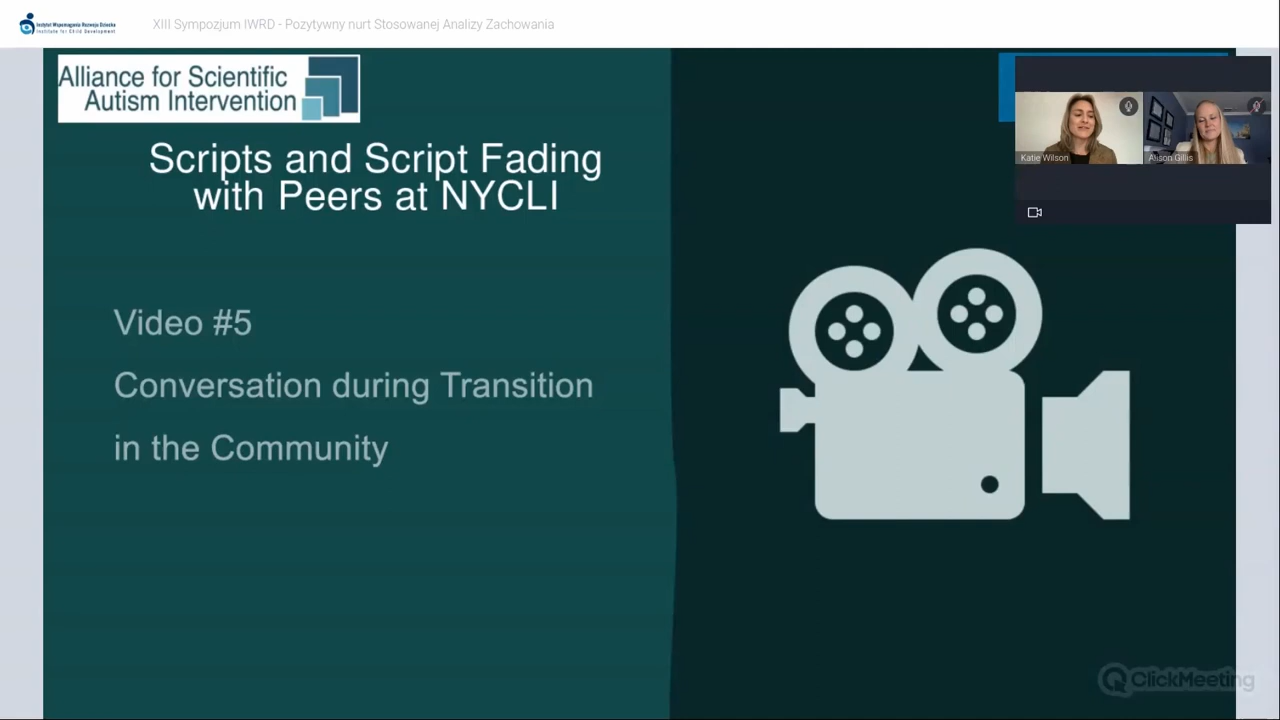 Instytut Wspomagania Rozwoju Dziecka
Institute for Child Development
XIII Sympozjum IWRD - Pozytywny nurt Stosowanej Analizy Zachowania
Alliance for Scientific
Autism Intervention
Scripts and Script Fading
with Peers at NYCLI
Video #5
Conversation during Transition
in the Community
Katie Wilson
Alison Gillis
ClickMeeting